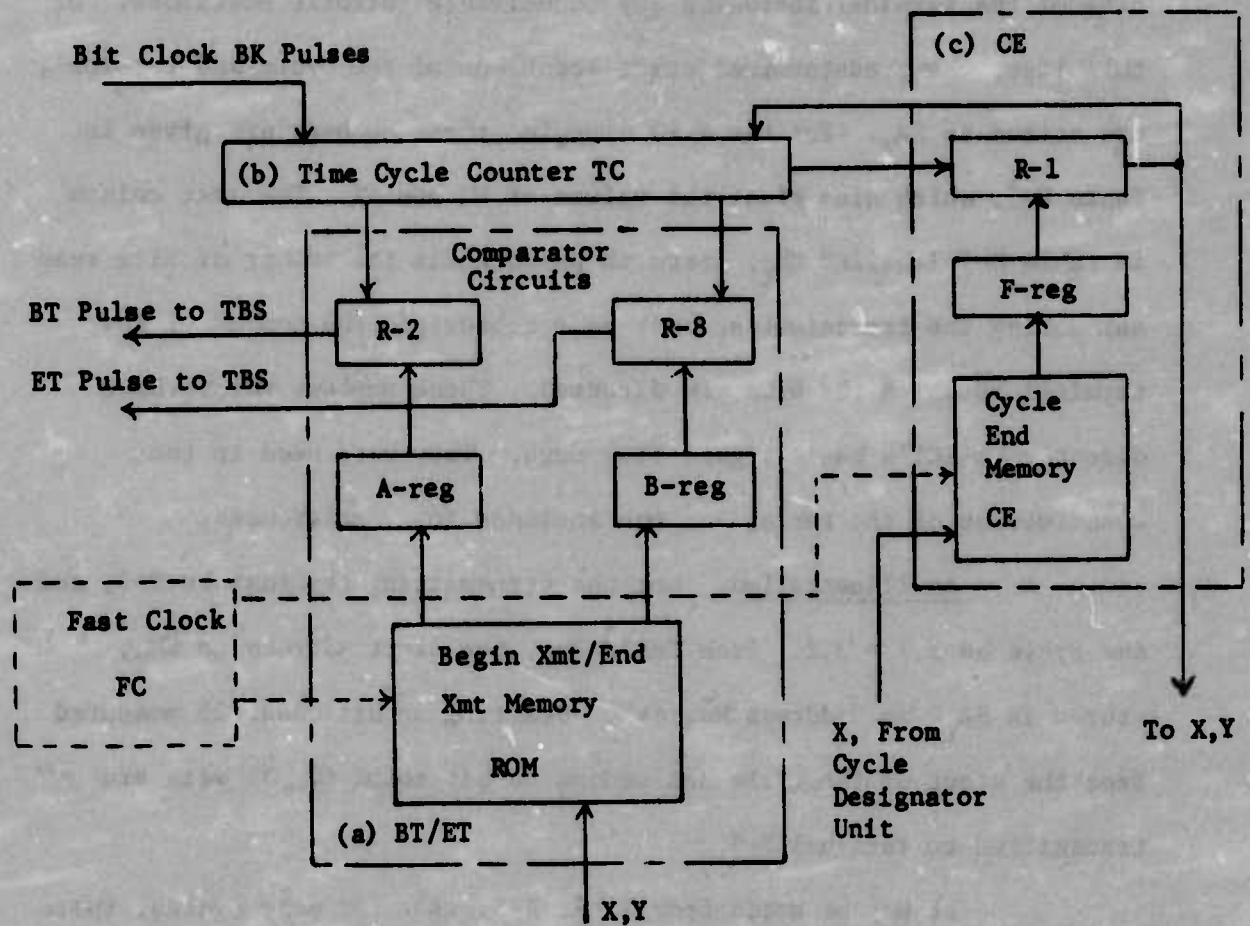 Bit Clock BK Pulses
(c) CE
(b) Time Cycle Counter TC
R-1
Comparator
Circuits
BT Pulse to TBS
R-2
R-8
F-reg
ET Pulse to TBS
Cycle
End
Memory
CE
A-reg
B-reg
Fast Clock
FC
Begin Xmt/End
Xmt Memory
ROM
X, From
Cycle
Designator
Unit
To X,Y
(a) BT/ET
X,Y